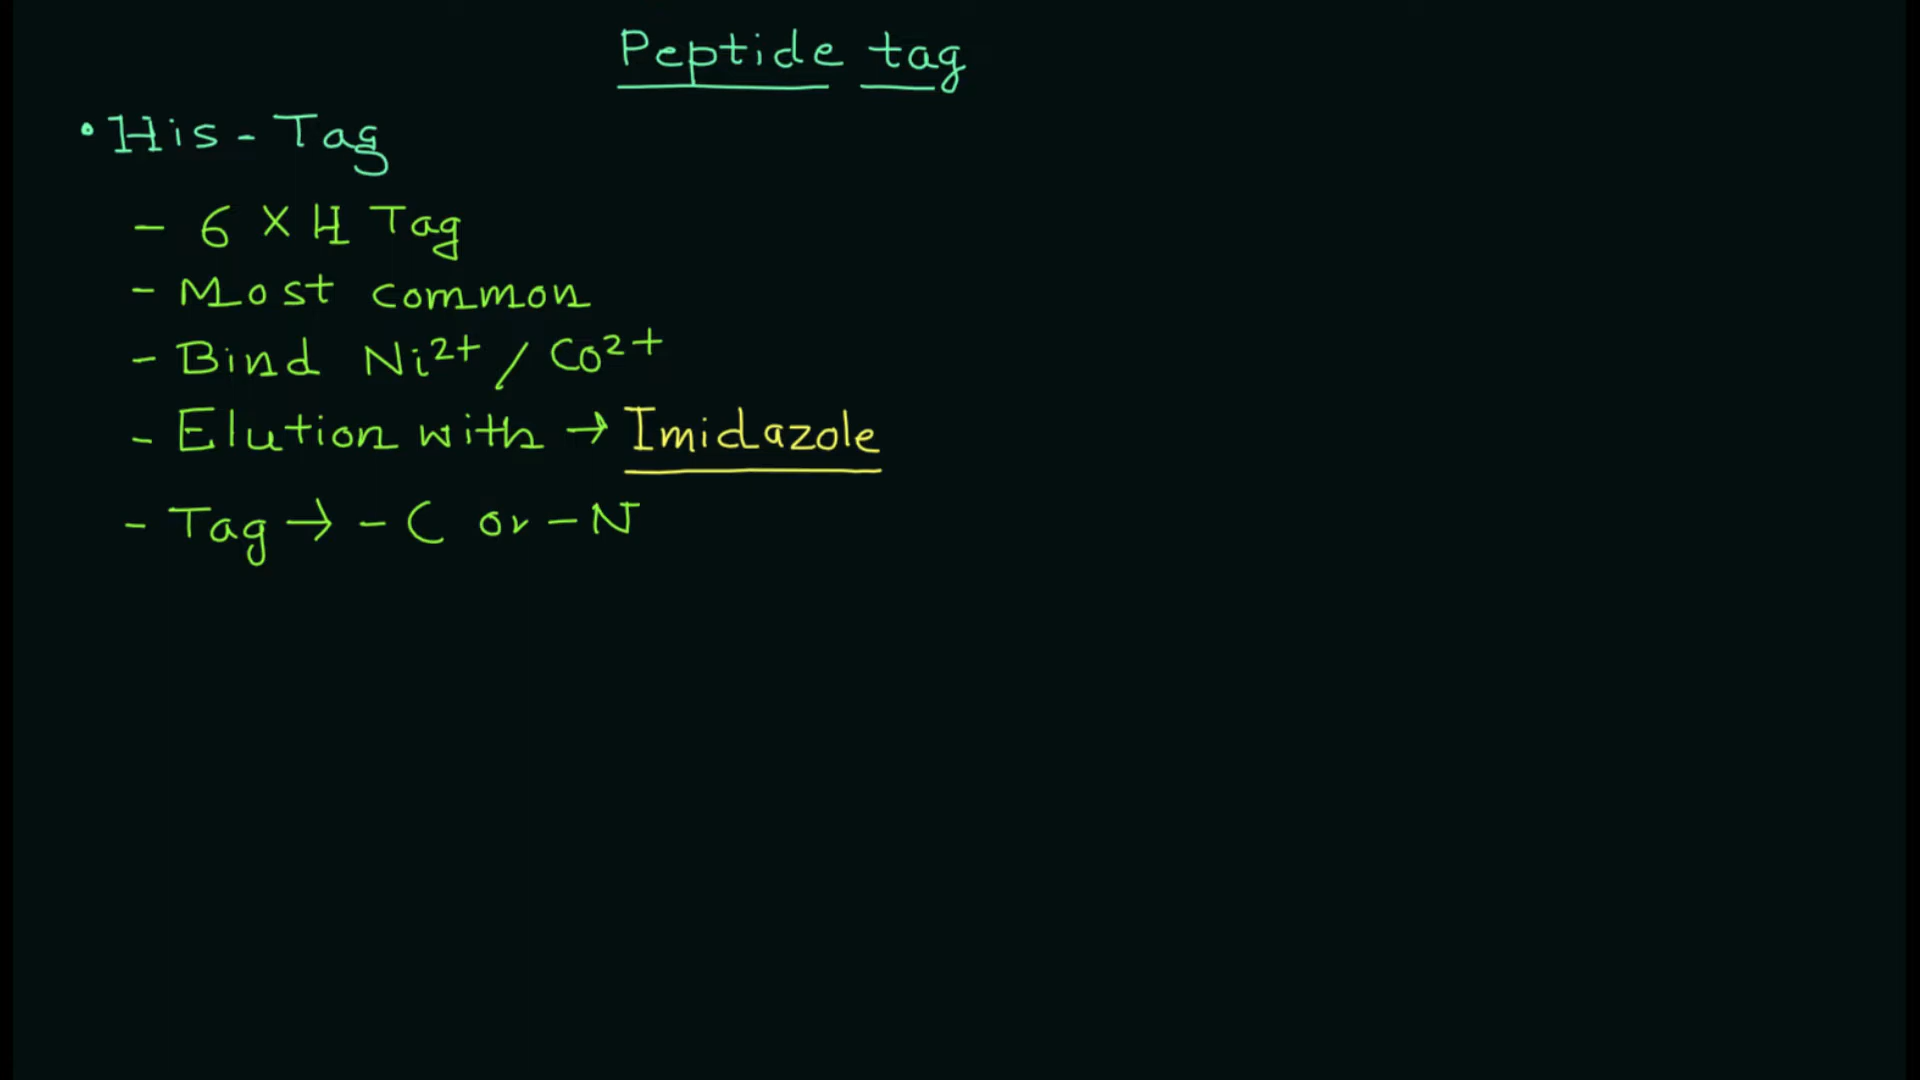 Peptide tag
• His-Tag
- 6 X H Tag
- Most common
- Bind Ni²⁺ / Co²⁺
- Elution with → Imidazole
- Tag → - C or - N